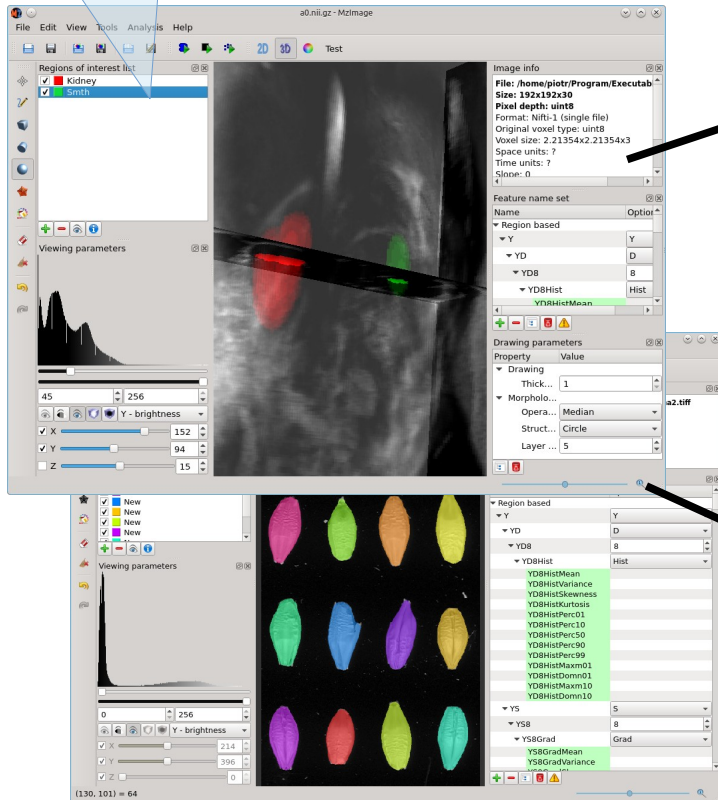 a0.nii.gz - MzImage
File Edit View Tools Analysis Help
2D 3D Test
Regions of interest list
Kidney
Smth
Viewing parameters
45 256
Y - brightness
X 152
Y 94
Z 15
Image info
File: /home/piotr/Program/Executab
Size: 192x192x30
Pixel depth: uint8
Format: Nifti-1 (single file)
Original voxel type: uint8
Voxel size: 2.21354x2.21354x3
Space units: ?
Time units: ?
Slope: 0
Feature name set
Name Option
Region based
Y Y
YD D
YD8 8
YD8Hist Hist
YD8HistMean
Drawing parameters
Property Value
Drawing
Thick... 1
Morpholo...
Opera... Median
Struct... Circle
Layer ... 5
a2.tiff
New
New
New
New
Viewing parameters
0 256
Y - brightness
X 214
Y 396
Z 0
(130, 101) = 64
Region based
Y Y
YD D
YD8 8
YD8Hist Hist
YD8HistMean
YD8HistVariance
YD8HistSkewness
YD8HistKurtosis
YD8HistPerc01
YD8HistPerc10
YD8HistPerc50
YD8HistPerc90
YD8HistPerc99
YD8HistMaxm01
YD8HistDomn01
YD8HistMaxm10
YD8HistDomn10
YS S
YS8 8
YS8Grad Grad
YS8GradMean
YS8GradVariance